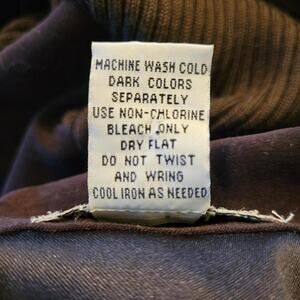 MACHINE WASH COLD
DARK COLORS
SEPARATELY
USE NON-CHLORINE
BLEACH ONLY
DRY FLAT
DO NOT TWIST
AND WRING
COOL IRON AS NEEDED